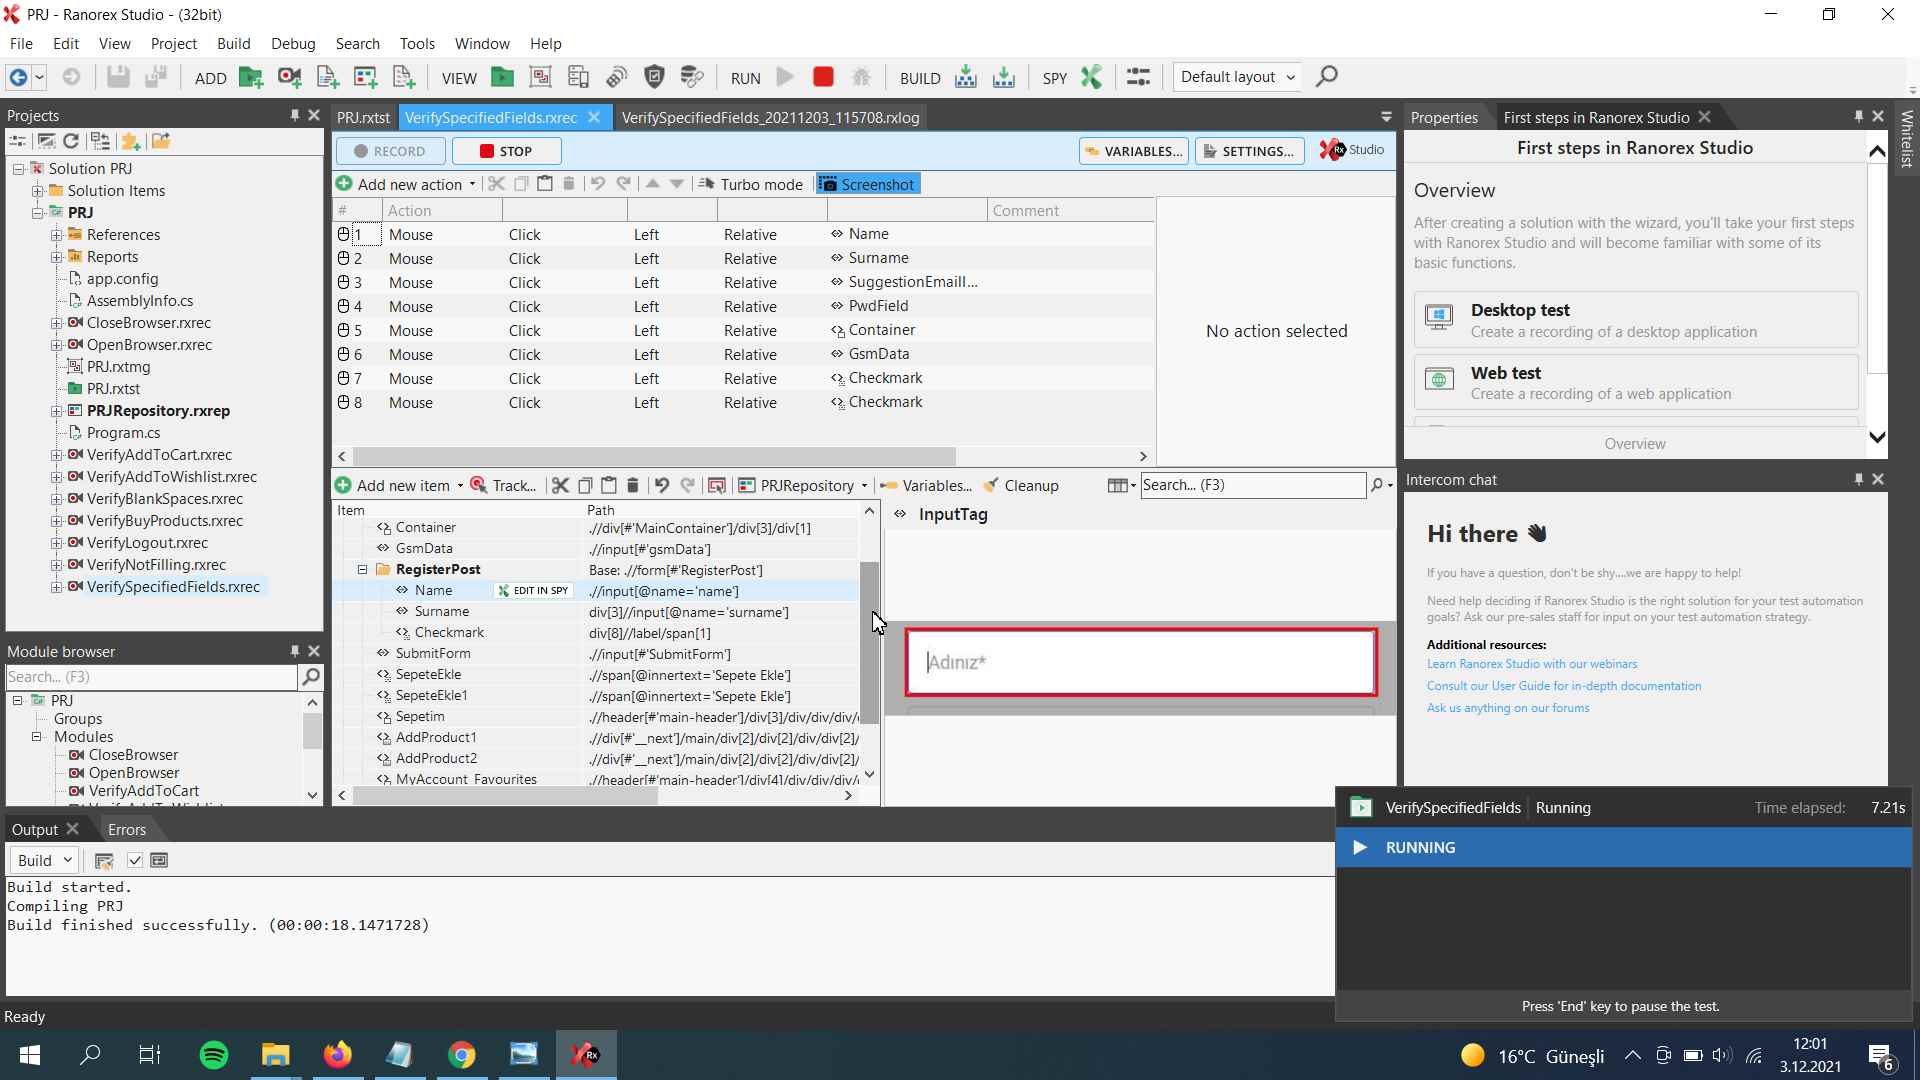 PRJ - Ranorex Studio - (32bit)
File Edit View Project Build Debug Search Tools Window Help
ADD VIEW RUN BUILD SPY Default layout
Projects
Solution PRJ
Solution Items
PRJ
References
Reports
app.config
AssemblyInfo.cs
CloseBrowser.rxrec
OpenBrowser.rxrec
PRJ.rxtmg
PRJ.rxtst
PRJRepository.rxrep
Program.cs
VerifyAddToCart.rxrec
VerifyAddToWishlist.rxrec
VerifyBlankSpaces.rxrec
VerifyBuyProducts.rxrec
VerifyLogout.rxrec
VerifyNotFilling.rxrec
VerifySpecifiedFields.rxrec
Module browser
Search... (F3)
PRJ
Groups
Modules
CloseBrowser
OpenBrowser
VerifyAddToCart
PRJ.rxtst VerifySpecifiedFields.rxrec VerifySpecifiedFields_20211203_115708.rxlog
RECORD STOP VARIABLES... SETTINGS... Rx Studio
Add new action Turbo mode Screenshot
# Action Comment
1 Mouse Click Left Relative Name
2 Mouse Click Left Relative Surname
3 Mouse Click Left Relative SuggestionEmaill...
4 Mouse Click Left Relative PwdField
5 Mouse Click Left Relative Container
6 Mouse Click Left Relative GsmData
7 Mouse Click Left Relative Checkmark
8 Mouse Click Left Relative Checkmark
No action selected
Add new item Track... PRJRepository Variables... Cleanup Search... (F3)
Item Path
Container .//div[#'MainContainer']/div[3]/div[1]
GsmData .//input[#'gsmData']
RegisterPost Base: .//form[#'RegisterPost']
Name EDIT IN SPY .//input[@name='name']
Surname div[3]//input[@name='surname']
Checkmark div[8]//label/span[1]
SubmitForm .//input[#'SubmitForm']
SepeteEkle .//span[@innertext='Sepete Ekle']
SepeteEkle1 .//span[@innertext='Sepete Ekle']
Sepetim .//header[#'main-header']/div[3]/div/div/div/
AddProduct1 .//div[#'__next']/main/div[2]/div[2]/div/div[2]/
AddProduct2 .//div[#'__next']/main/div[2]/div[2]/div/div[2]/
MyAccount_Favourites .//header[#'main-header']/div[4]/div/div/div/
InputTag
Adınız*
Properties First steps in Ranorex Studio
Whitelist
First steps in Ranorex Studio
Overview
After creating a solution with the wizard, you'll take your first steps
with Ranorex Studio and will become familiar with some of its
basic functions.
Desktop test
Create a recording of a desktop application
Web test
Create a recording of a web application
Overview
Intercom chat
Hi there
If you have a question, don't be shy....we are happy to help!
Need help deciding if Ranorex Studio is the right solution for your test automation
goals? Ask our pre-sales staff for input on your test automation strategy.
Additional resources:
Learn Ranorex Studio with our webinars
Consult our User Guide for in-depth documentation
Ask us anything on our forums
VerifySpecifiedFields Running Time elapsed: 7.21s
RUNNING
Press 'End' key to pause the test.
Output Errors
Build
Build started.
Compiling PRJ
Build finished successfully. (00:00:18.1471728)
Ready
Rx
16°C Güneşli
12:01
3.12.2021
6